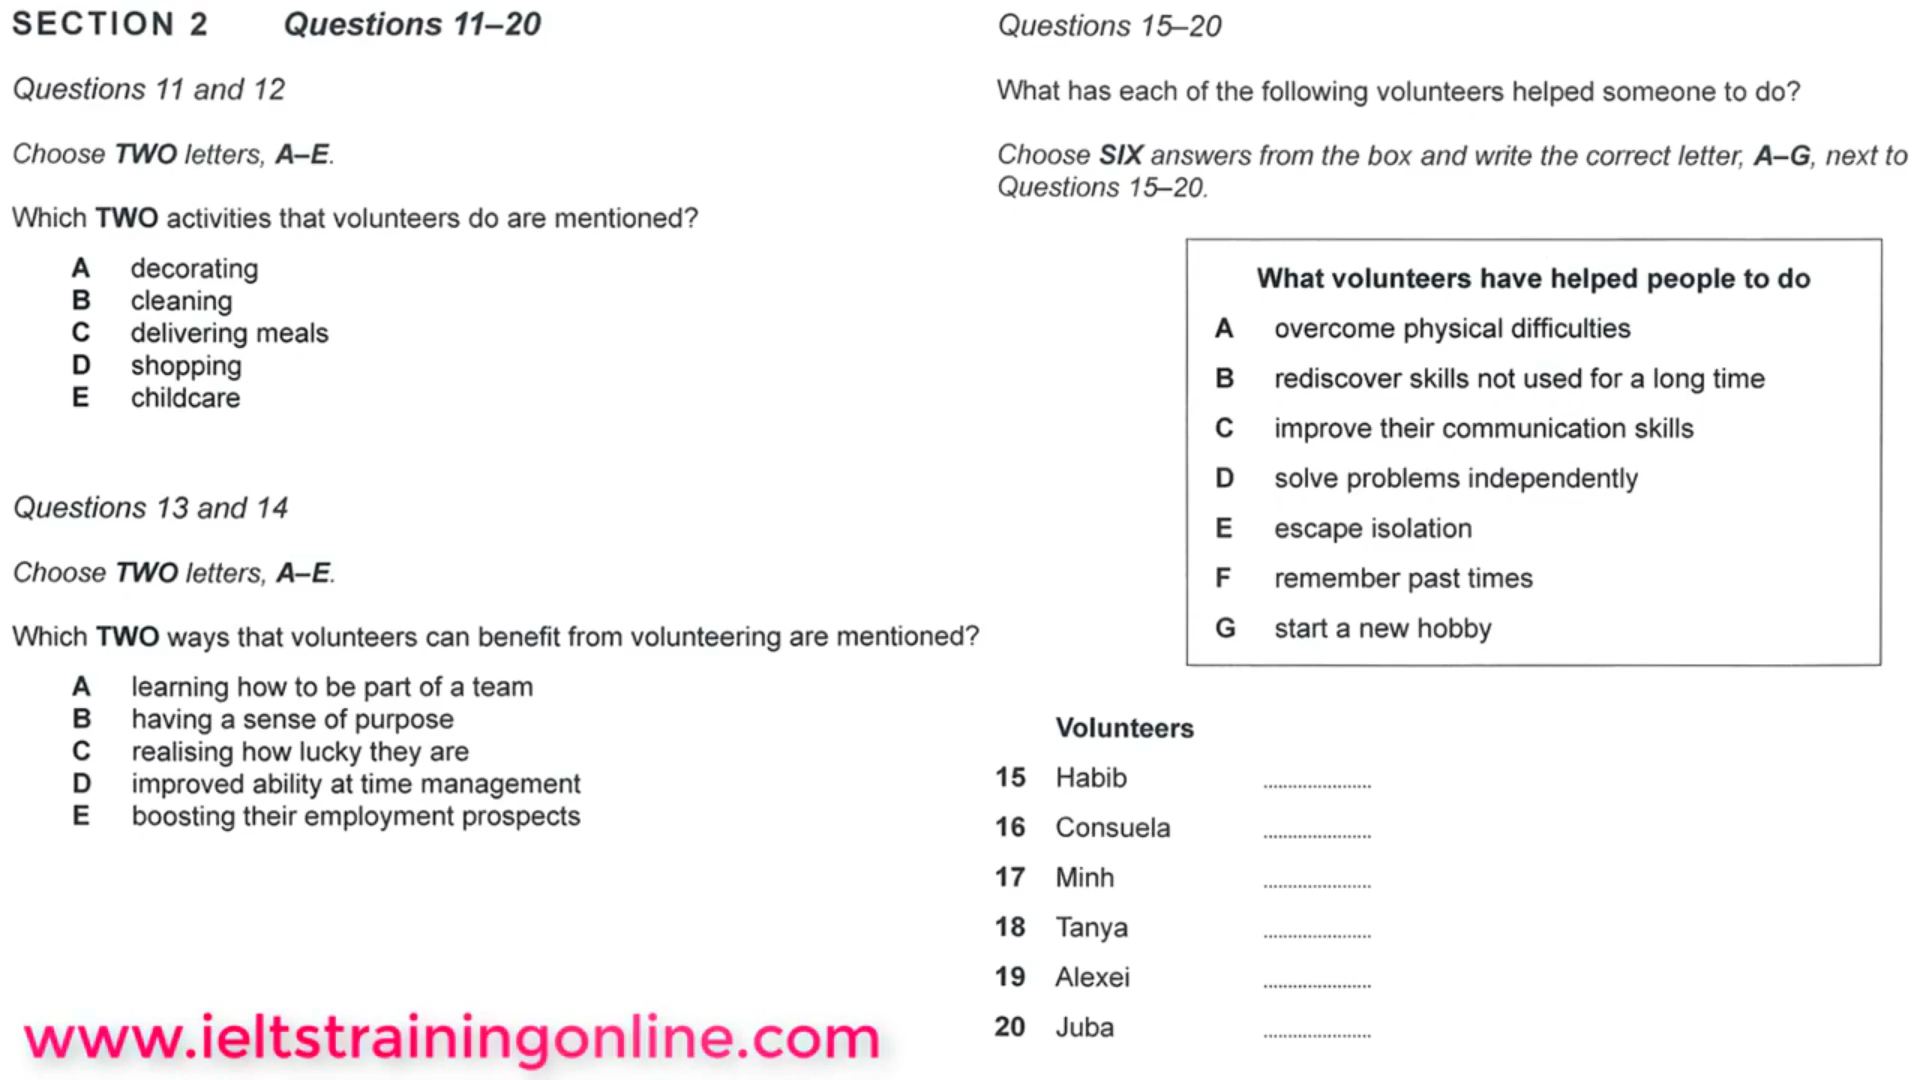 SECTION 2 Questions 11–20
Questions 11 and 12
Choose TWO letters, A–E.
Which TWO activities that volunteers do are mentioned?
A decorating
B cleaning
C delivering meals
D shopping
E childcare
Questions 13 and 14
Choose TWO letters, A–E.
Which TWO ways that volunteers can benefit from volunteering are mentioned?
A learning how to be part of a team
B having a sense of purpose
C realising how lucky they are
D improved ability at time management
E boosting their employment prospects
www.ieltstrainingonline.com
Questions 15–20
What has each of the following volunteers helped someone to do?
Choose SIX answers from the box and write the correct letter, A–G, next to
Questions 15–20.
What volunteers have helped people to do
A overcome physical difficulties
B rediscover skills not used for a long time
C improve their communication skills
D solve problems independently
E escape isolation
F remember past times
G start a new hobby
Volunteers
15 Habib ......................
16 Consuela ......................
17 Minh ......................
18 Tanya ......................
19 Alexei ......................
20 Juba ......................